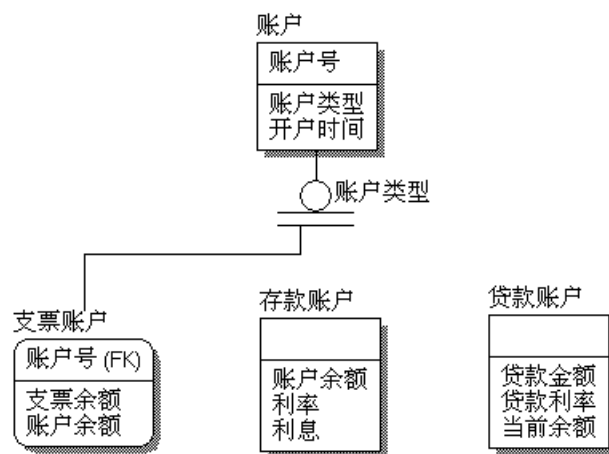 账户
账户号
账户类型
开户时间
账户类型
支票账户
账户号 (FK)
支票余额
账户余额
存款账户
账户余额
利率
利息
贷款账户
贷款金额
贷款利率
当前余额